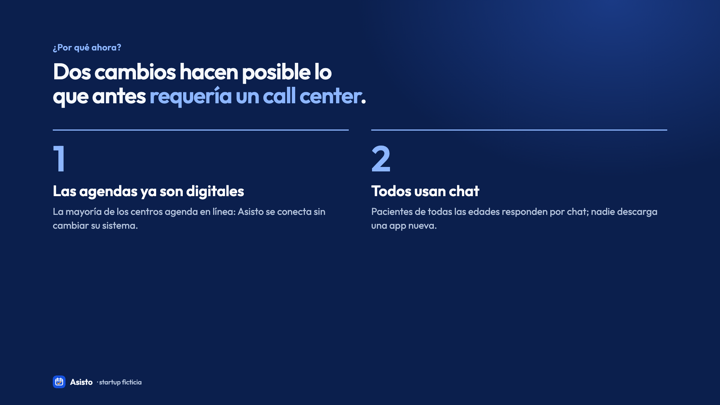 ¿Por qué ahora?
Dos cambios hacen posible lo
que antes requería un call center.
1
Las agendas ya son digitales
La mayoría de los centros agenda en línea: Asisto se conecta sin
cambiar su sistema.
2
Todos usan chat
Pacientes de todas las edades responden por chat; nadie descarga
una app nueva.
Asisto · startup ficticia